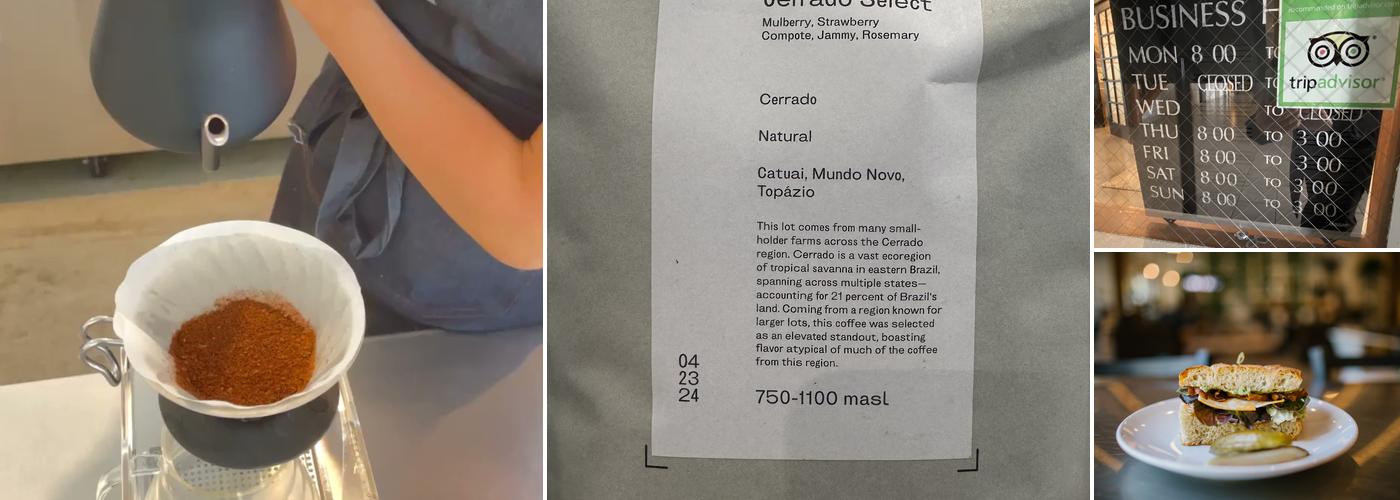 Cerrado Select
Mulberry, Strawberry
Compote, Jammy, Rosemary
Cerrado
Natural
Catuai, Mundo Novo,
Topázio
This lot comes from many small-
holder farms across the Cerrado
region. Cerrado is a vast ecoregion
of tropical savanna in eastern Brazil,
spanning across multiple states—
accounting for 21 percent of Brazil's
land. Coming from a region known for
larger lots, this coffee was selected
as an elevated standout, boasting
flavor atypical of much of the coffee
from this region.
04
23
24
750-1100 masl
BUSINESS H
MON 8 00 TO
TUE CLOSED TO
WED TO CLOSED
THU 8 00 TO 3 00
FRI 8 00 TO 3 00
SAT 8 00 TO 3 00
SUN 8 00 TO 3 00
recommended on tripadvisor.com
tripadvisor